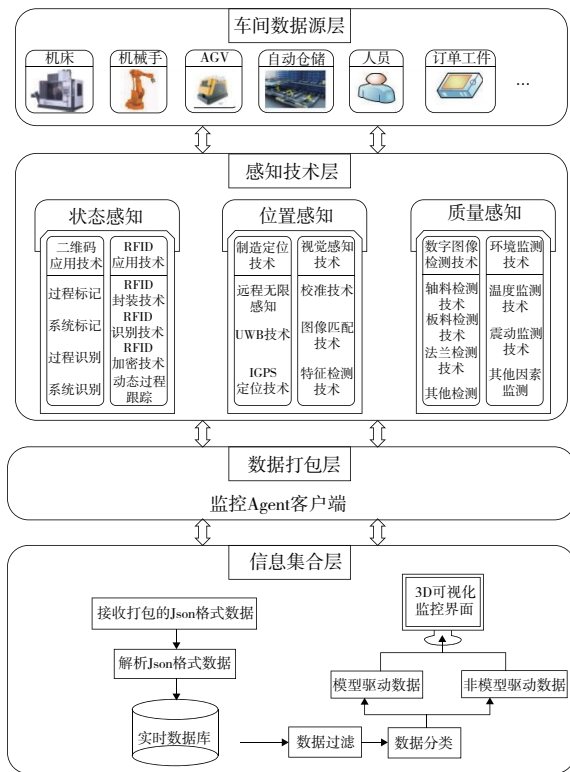 车间数据源层
机床
机械手
AGV
自动仓储
人员
订单工件
...
感知技术层
状态感知
二维码
应用技术
过程标记
系统标记
过程识别
系统识别
RFID
应用技术
RFID
封装技术
RFID
识别技术
RFID
加密技术
动态过程
跟踪
位置感知
制造定位
技术
远程无限
感知
UWB技术
IGPS
定位技术
视觉感知
技术
校准技术
图像匹配
技术
特征检测
技术
质量感知
数字图像
检测技术
轴料检测
技术
板料检测
技术
法兰检测
技术
其他检测
环境监测
技术
温度监测
技术
震动监测
技术
其他因素
监测
数据打包层
监控Agent客户端
信息集合层
接收打包的Json格式数据
解析Json格式数据
实时数据库
数据过滤
数据分类
模型驱动数据
非模型驱动数据
3D可视化
监控界面